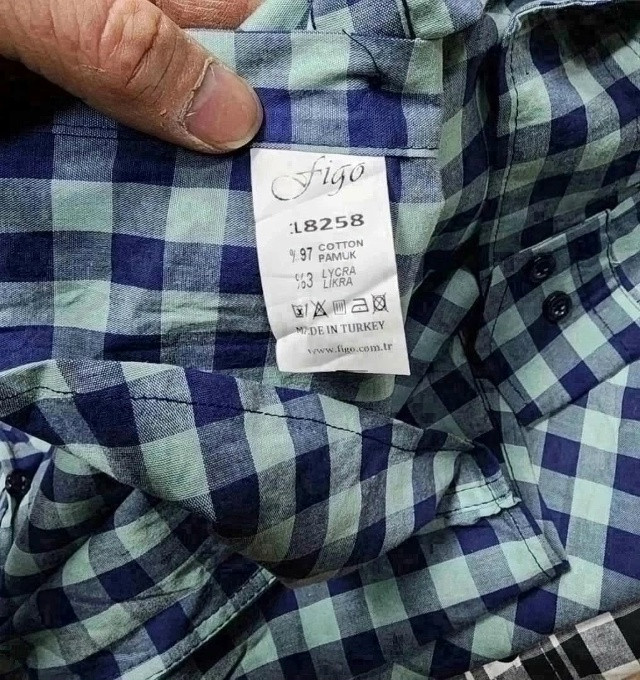 Figo
18258
%97 COTTON
PAMUK
%3 LYCRA
LIKRA
MADE IN TURKEY
www.figo.com.tr